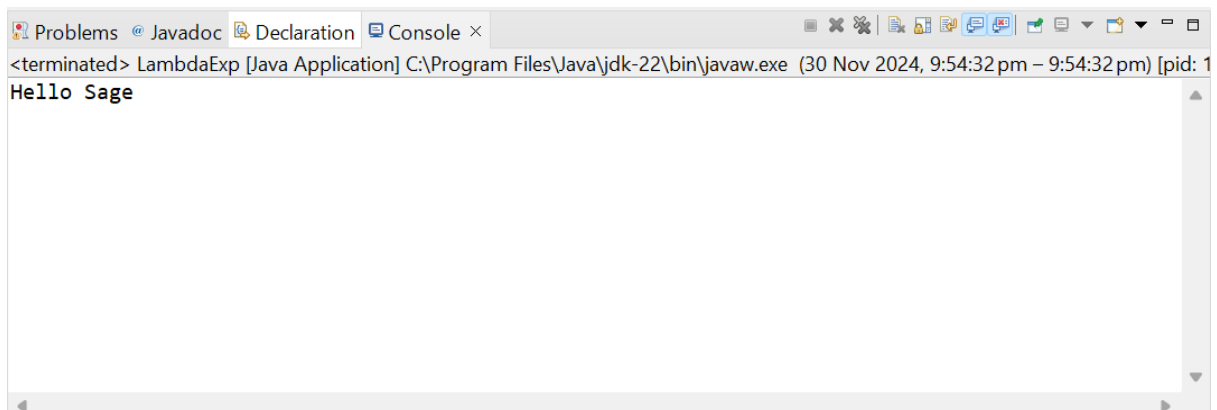 Problems @ Javadoc Declaration Console ×
<terminated> LambdaExp [Java Application] C:\Program Files\Java\jdk-22\bin\javaw.exe (30 Nov 2024, 9:54:32 pm – 9:54:32 pm) [pid: 1
Hello Sage